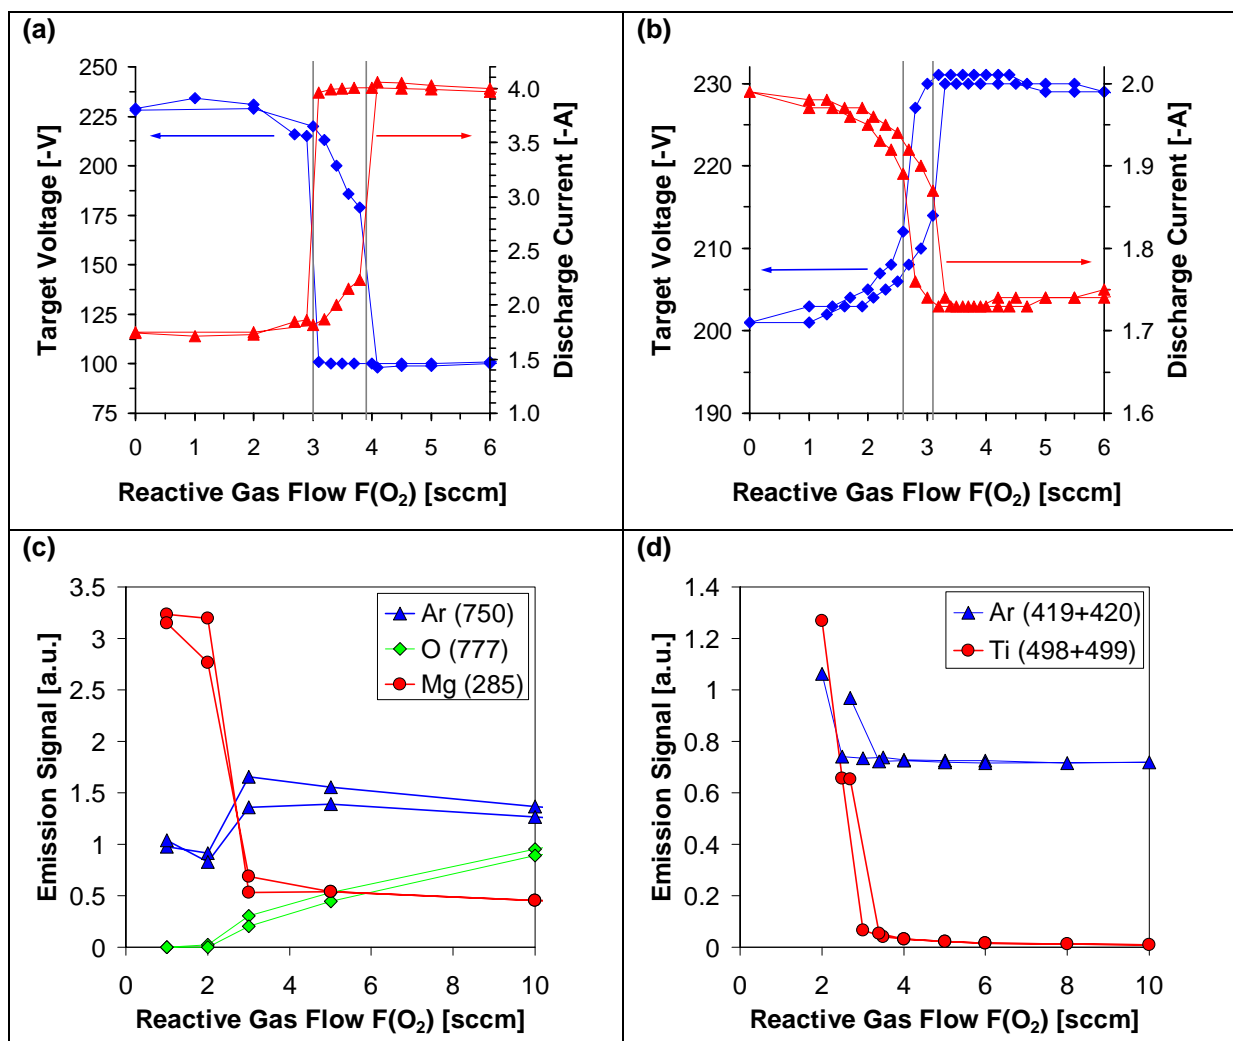 (a)
250
225
200
175
150
125
100
75
Target Voltage [-V]
4.0
3.5
3.0
2.5
2.0
1.5
1.0
Discharge Current [-A]
0 1 2 3 4 5 6
Reactive Gas Flow F(O₂) [sccm]
(b)
230
220
210
200
190
Target Voltage [-V]
2.0
1.9
1.8
1.7
1.6
Discharge Current [-A]
0 1 2 3 4 5 6
Reactive Gas Flow F(O₂) [sccm]
(c)
3.5
3
2.5
2
1.5
1
0.5
0
Emission Signal [a.u.]
Ar (750)
O (777)
Mg (285)
0 2 4 6 8 10
Reactive Gas Flow F(O₂) [sccm]
(d)
1.4
1.2
1
0.8
0.6
0.4
0.2
0
Emission Signal [a.u.]
Ar (419+420)
Ti (498+499)
0 2 4 6 8 10
Reactive Gas Flow F(O₂) [sccm]